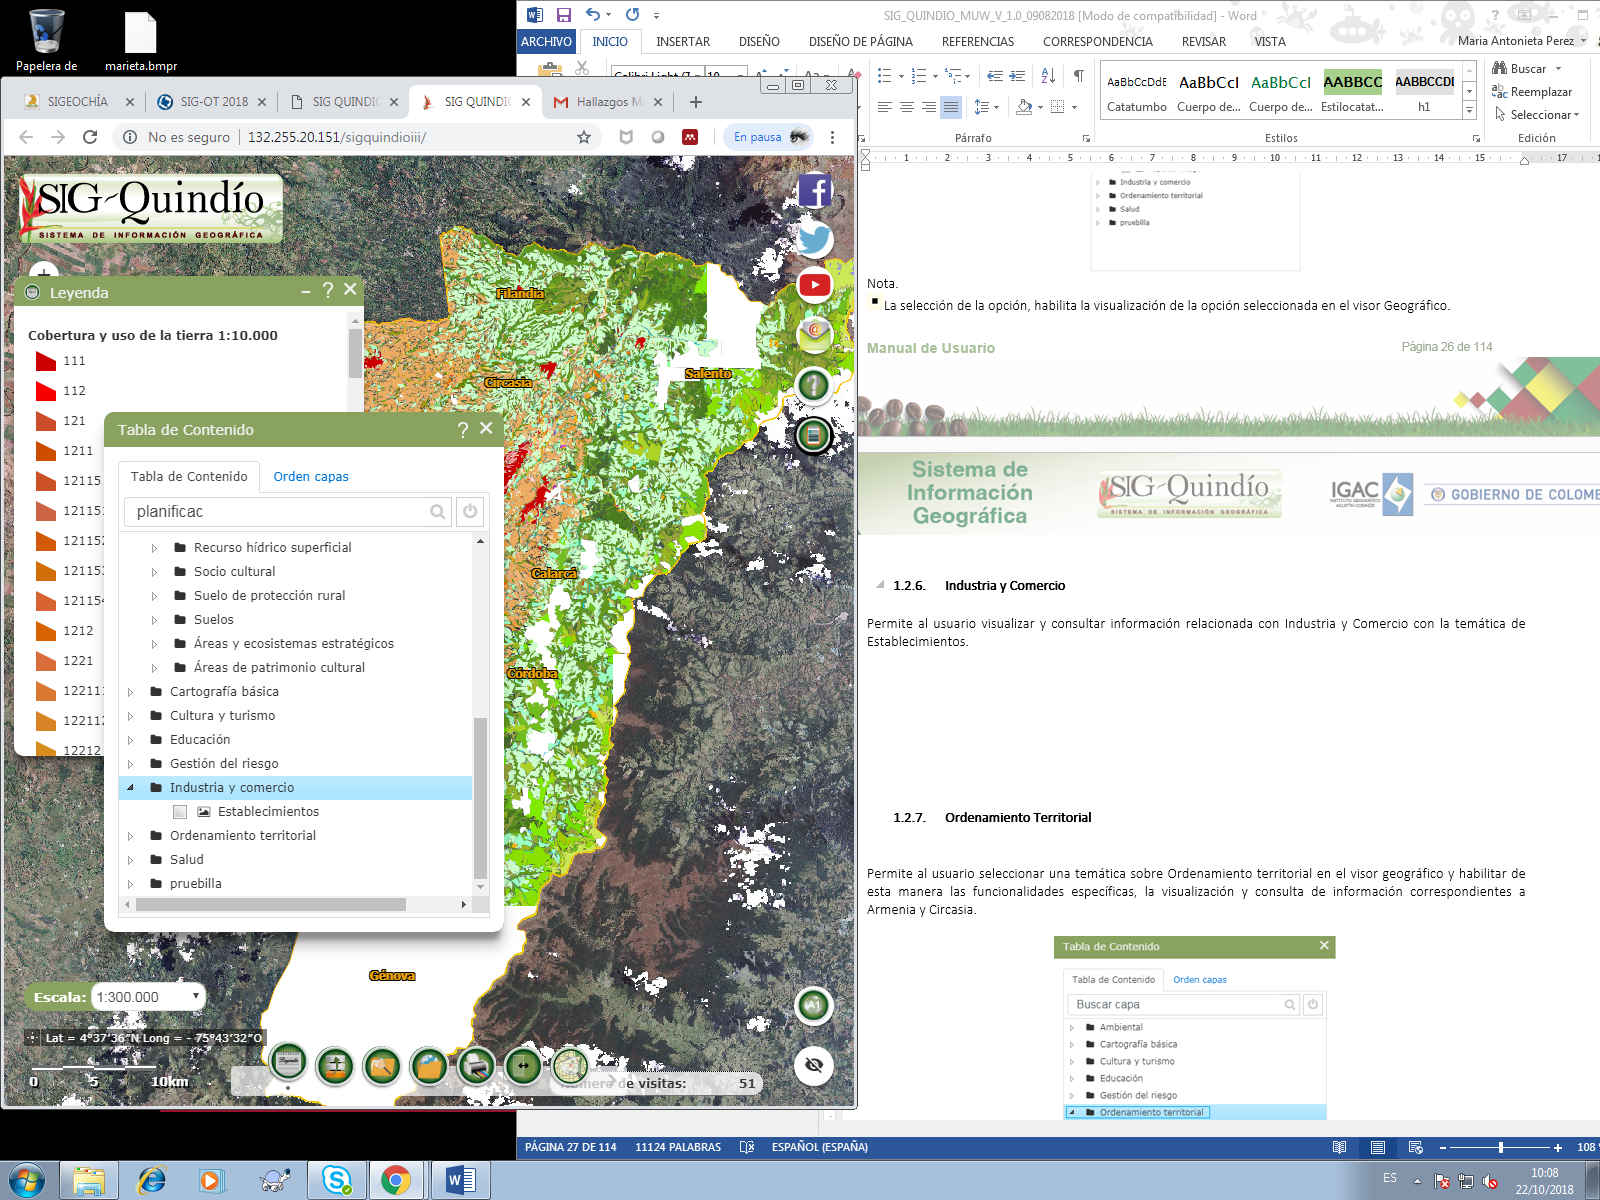 Papelera de
marieta.bmpr
SIG_QUINDIO_MUW_V_1.0_09082018 [Modo de compatibilidad] - Word
ARCHIVO INICIO INSERTAR DISEÑO DISEÑO DE PÁGINA REFERENCIAS CORRESPONDENCIA REVISAR VISTA
Maria Antonieta Perez
AaBbCcDdE AaBbCcI AaBbCcI AABBCC AABBCCDI
Catatumbo Cuerpo de... Cuerpo de... Estilocatat... h1
Buscar
Reemplazar
Seleccionar
Párrafo Estilos Edición
SIGEOCHÍA
SIG-OT 2018
SIG QUINDIO
SIG QUINDIO
Hallazgos M
No es seguro 132.255.20.151/sigquindioiii/
En pausa
SIG-Quindío
SISTEMA DE INFORMACIÓN GEOGRÁFICA
Leyenda
Cobertura y uso de la tierra 1:10.000
111
112
121
1211
12115
121151
121152
121153
121154
1212
1221
122111
122112
12212
Tabla de Contenido
Tabla de Contenido Orden capas
planificac
Recurso hídrico superficial
Socio cultural
Suelo de protección rural
Suelos
Áreas y ecosistemas estratégicos
Áreas de patrimonio cultural
Cartografía básica
Cultura y turismo
Educación
Gestión del riesgo
Industria y comercio
Establecimientos
Ordenamiento territorial
Salud
pruebilla
Filandia
Circasia
Salento
Calarcá
Córdoba
Génova
Escala: 1:300.000
Lat = 4°37'36"N Long = - 75°43'32"O
0 5 10km
Número de visitas: 51
Industria y comercio
Ordenamiento territorial
Salud
pruebilla
Nota.
La selección de la opción, habilita la visualización de la opción seleccionada en el visor Geográfico.
Manual de Usuario Página 26 de 114
Sistema de
Información
Geográfica
SIG-Quindío
SISTEMA DE INFORMACIÓN GEOGRÁFICA
IGAC
INSTITUTO GEOGRÁFICO
AGUSTÍN CODAZZI
GOBIERNO DE COLOME
1.2.6. Industria y Comercio
Permite al usuario visualizar y consultar información relacionada con Industria y Comercio con la temática de
Establecimientos.
1.2.7. Ordenamiento Territorial
Permite al usuario seleccionar una temática sobre Ordenamiento territorial en el visor geográfico y habilitar de
esta manera las funcionalidades específicas, la visualización y consulta de información correspondientes a
Armenia y Circasia.
Tabla de Contenido
Tabla de Contenido Orden capas
Buscar capa
Ambiental
Cartografía básica
Cultura y turismo
Educación
Gestión del riesgo
Ordenamiento territorial
PÁGINA 27 DE 114 11124 PALABRAS ESPAÑOL (ESPAÑA) 108
ES
10:08
22/10/2018